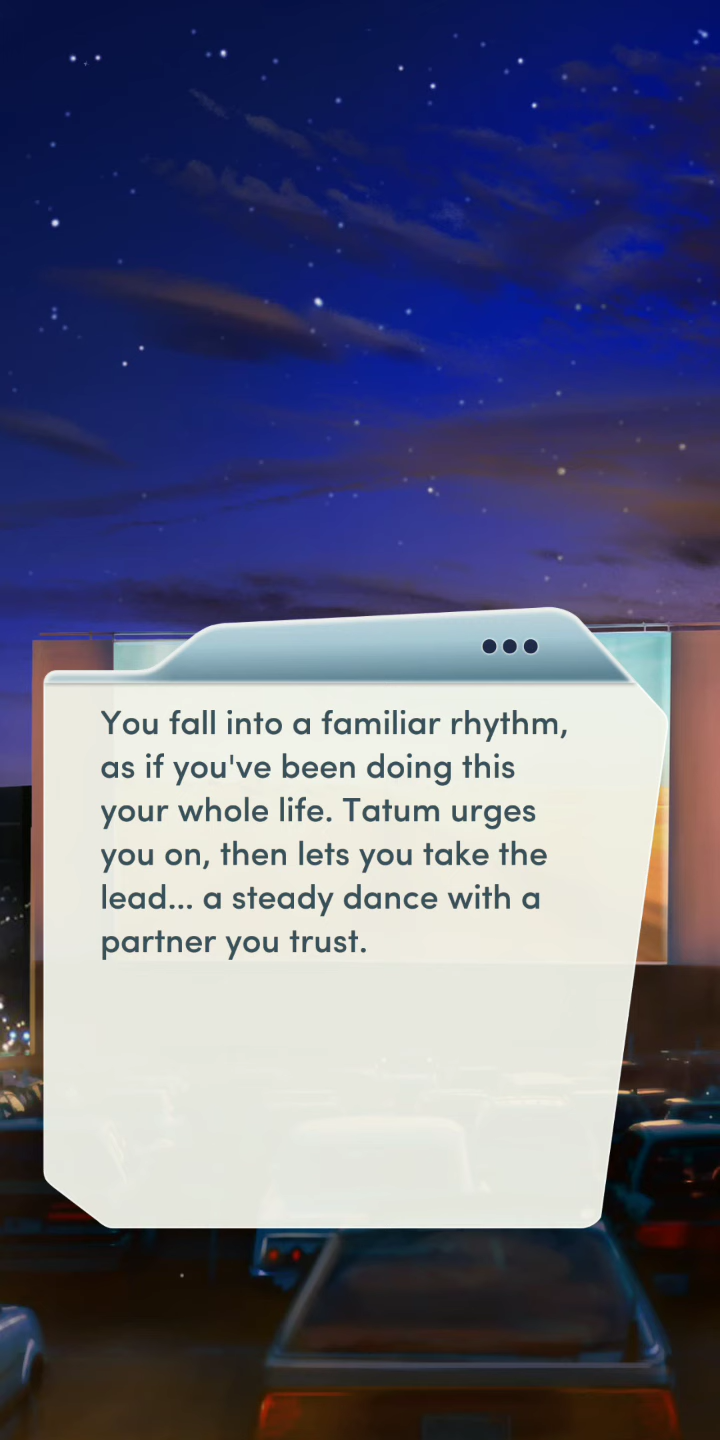 You fall into a familiar rhythm,
as if you've been doing this
your whole life. Tatum urges
you on, then lets you take the
lead... a steady dance with a
partner you trust.